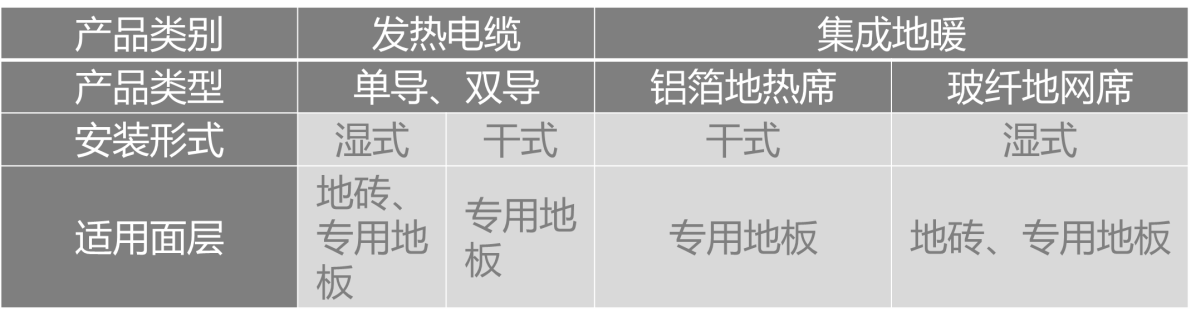 产品类别 发热电缆 集成地暖
产品类型 单导、双导 铝箔地热席 玻纤地网席
安装形式 湿式 干式 干式 湿式
适用面层 地砖、专用地板 专用地板 专用地板 地砖、专用地板